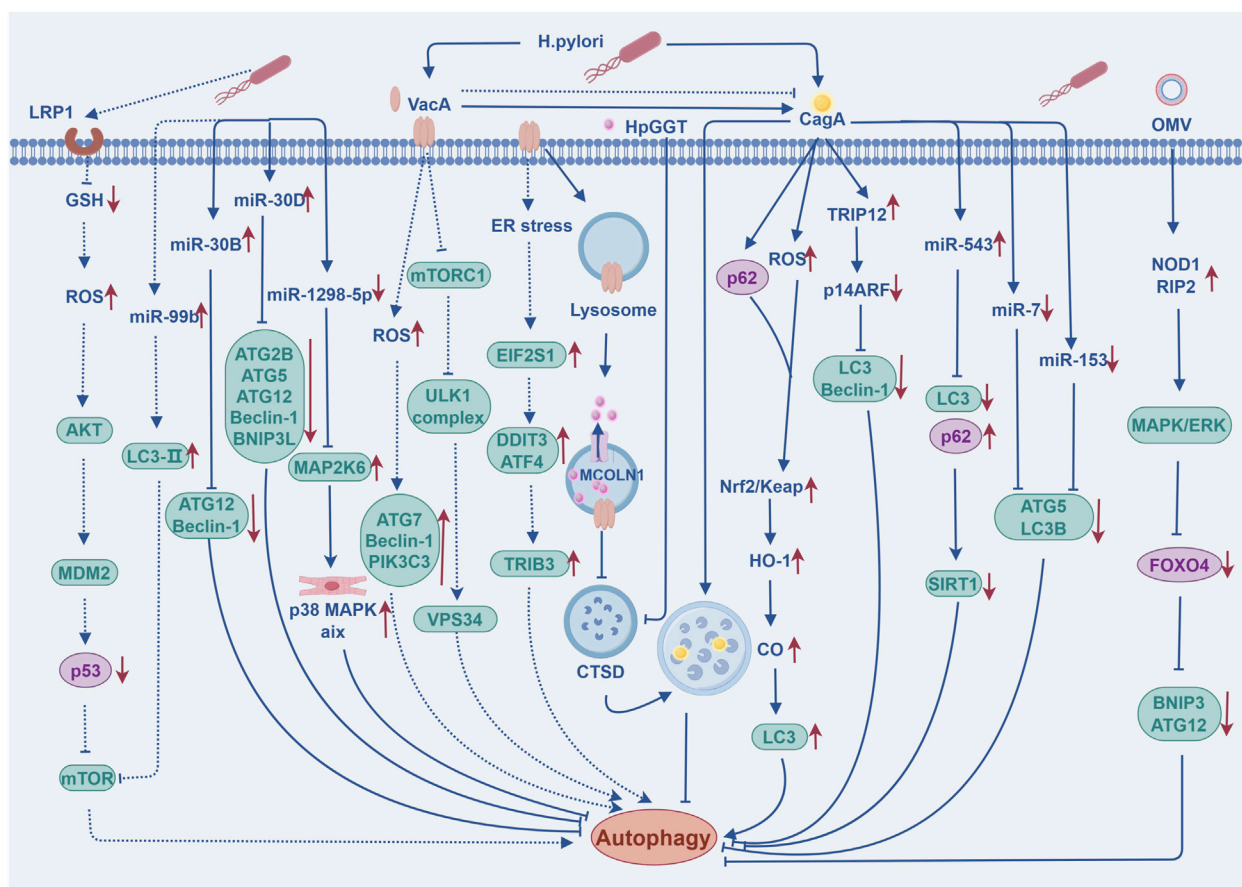 H.pylori
LRP1
VacA
HpGGT
CagA
OMV
GSH
miR-30D
miR-30B
ER stress
TRIP12
ROS
miR-543
NOD1
RIP2
p62
mTORC1
ROS
miR-99b
miR-1298-5p
Lysosome
p14ARF
miR-7
ROS
miR-153
ATG2B
ATG5
ATG12
Beclin-1
BNIP3L
EIF2S1
LC3
Beclin-1
ULK1
complex
LC3
p62
AKT
LC3-II
MAP2K6
DDIT3
ATF4
MCOLN1
MAPK/ERK
ATG12
Beclin-1
ATG7
Beclin-1
PIK3C3
Nrf2/Keap
ATG5
LC3B
MDM2
TRIB3
HO-1
SIRT1
FOXO4
p38 MAPK
aix
VPS34
CTSD
CO
p53
BNIP3
ATG12
LC3
mTOR
Autophagy